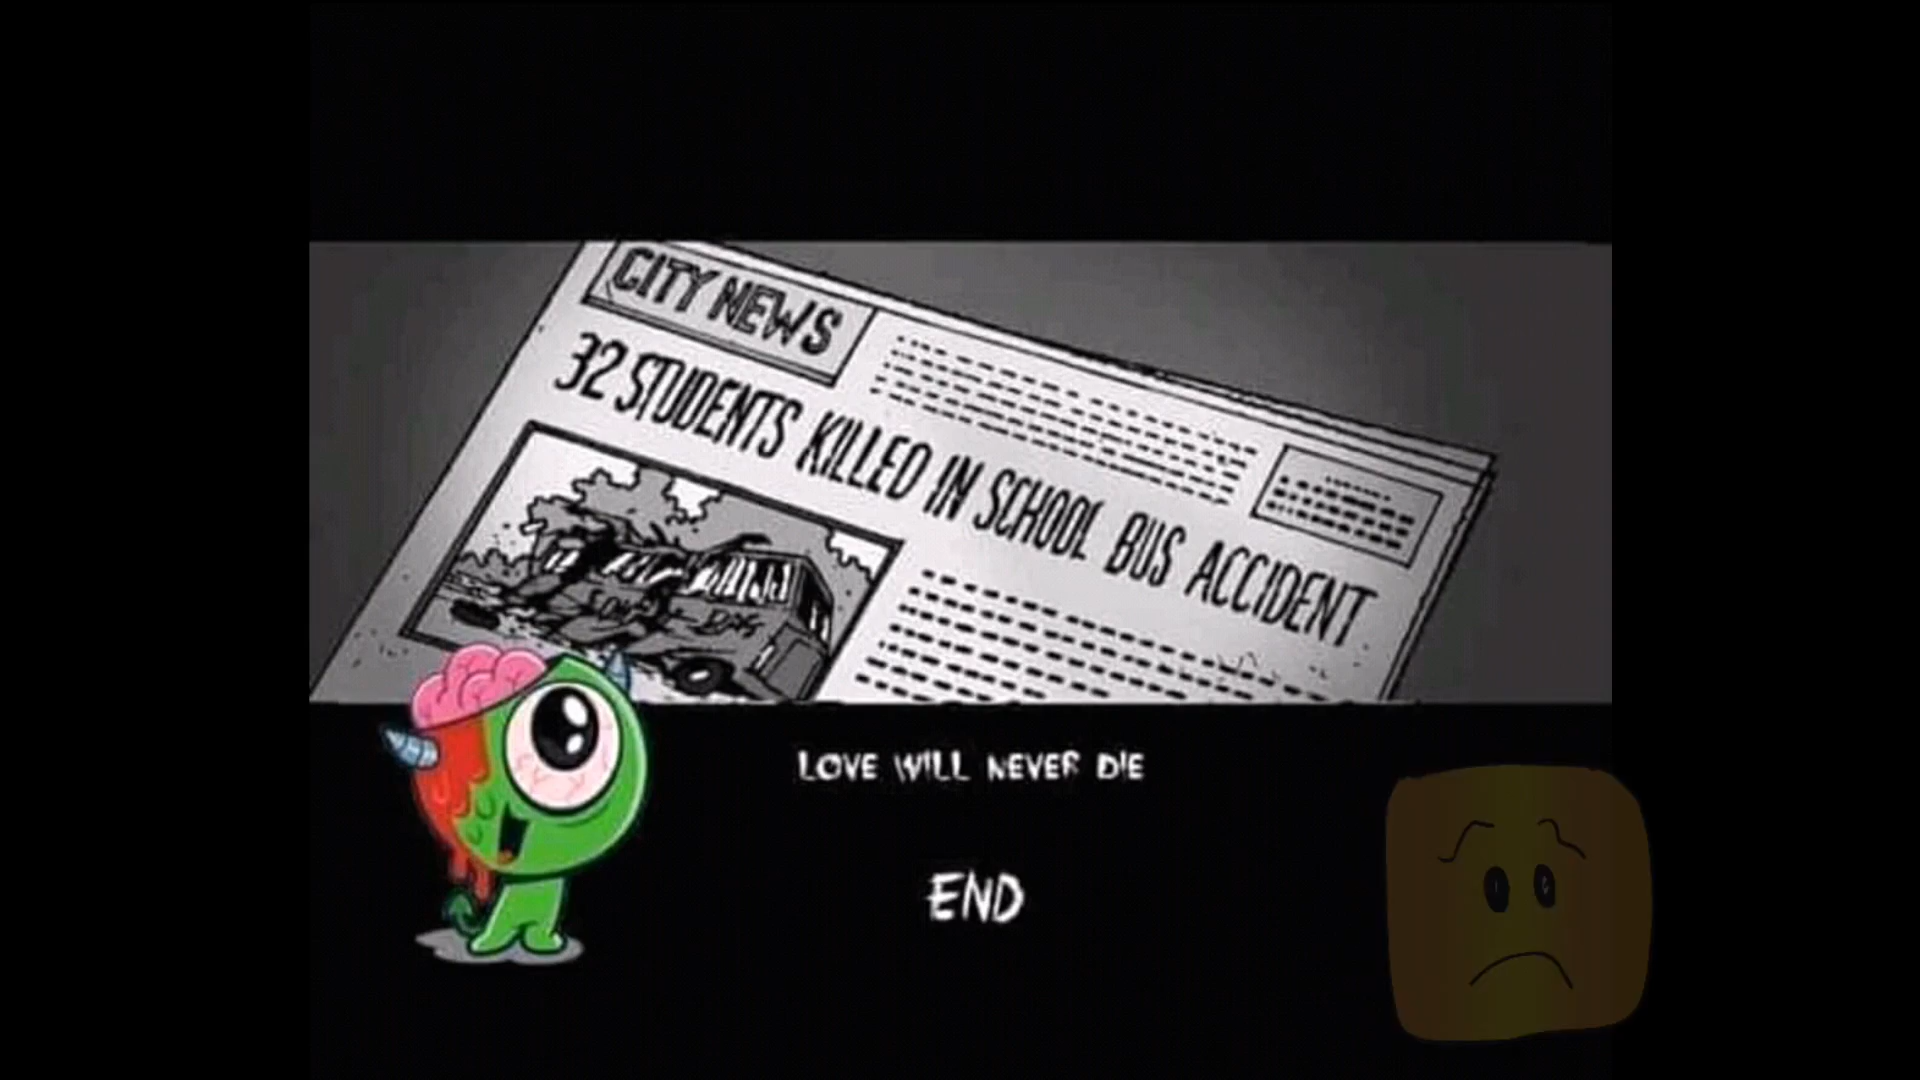 CITY NEWS
32 STUDENTS KILLED IN SCHOOL BUS ACCIDENT
LOVE WILL NEVER DIE
END